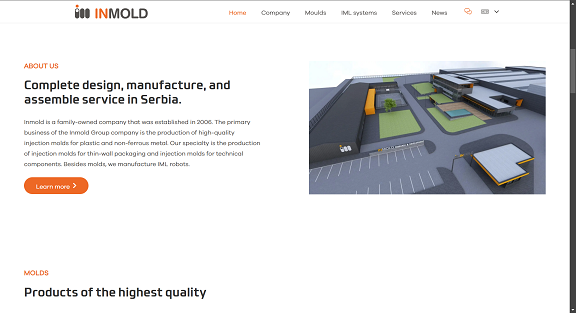 INMOLD
Home Company Moulds IML systems Services News
ABOUT US
Complete design, manufacture, and
assemble service in Serbia.
Inmold is a family-owned company that was established in 2006. The primary
business of the Inmold Group company is the production of high-quality
injection molds for plastic and non-ferrous metal. Our specialty is the production
of injection molds for thin-wall packaging and injection molds for technical
components. Besides molds, we manufacture IML robots.
Learn more
MOLDS
Products of the highest quality